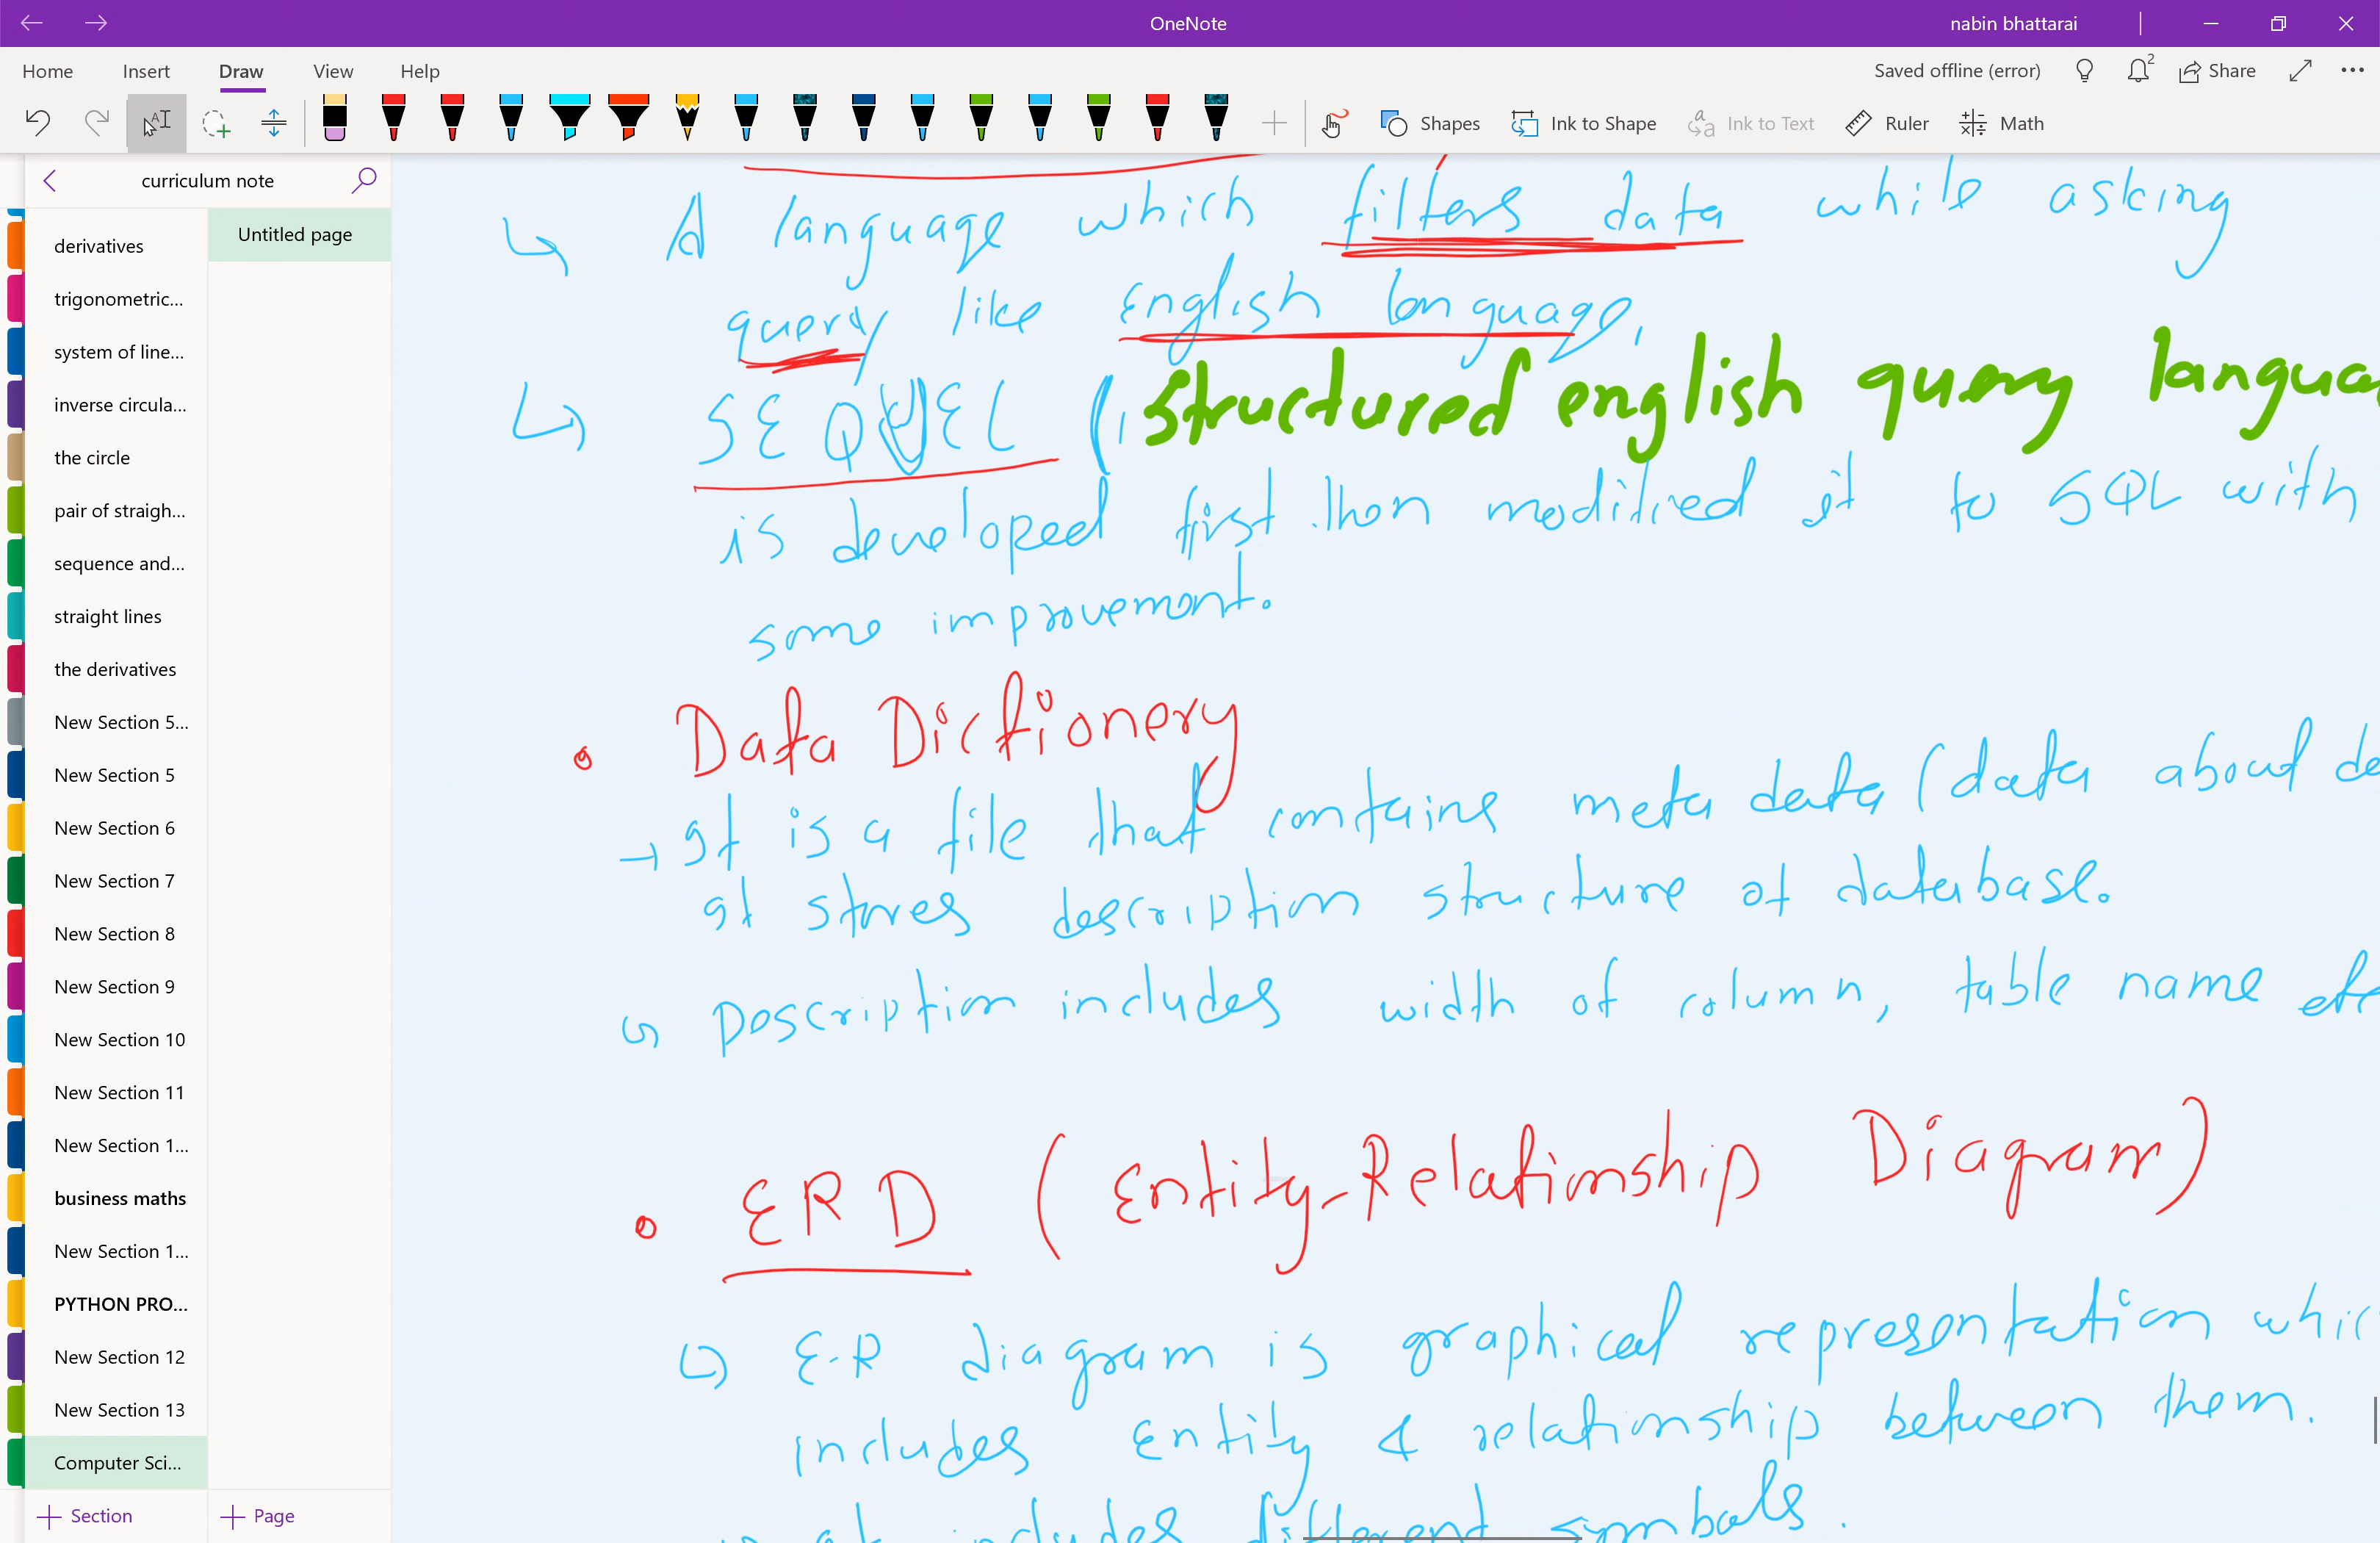 OneNote
nabin bhattarai
Home
Insert
Draw
View
Help
Saved offline (error)
2
Share
Shapes
Ink to Shape
Ink to Text
Ruler
Math
curriculum note
derivatives
trigonometric...
system of line...
inverse circula...
the circle
pair of straigh...
sequence and...
straight lines
the derivatives
New Section 5...
New Section 5
New Section 6
New Section 7
New Section 8
New Section 9
New Section 10
New Section 11
New Section 1...
business maths
New Section 1...
PYTHON PRO...
New Section 12
New Section 13
Computer Sci...
Section
Untitled page
Page
A language which filters data while asking
query like English language,
SEQUEL (structured english query langua
is developed first then modified it to SQL with
some improvement.
Data Dictionery
It is a file that contains meta data (data about da
It stores description structure of database.
Description includes width of column, table name etc
ERD (Entity-Relationship Diagram)
E-R diagram is graphical representation whic
includes Entity & relationship between them.
includes different symbols.